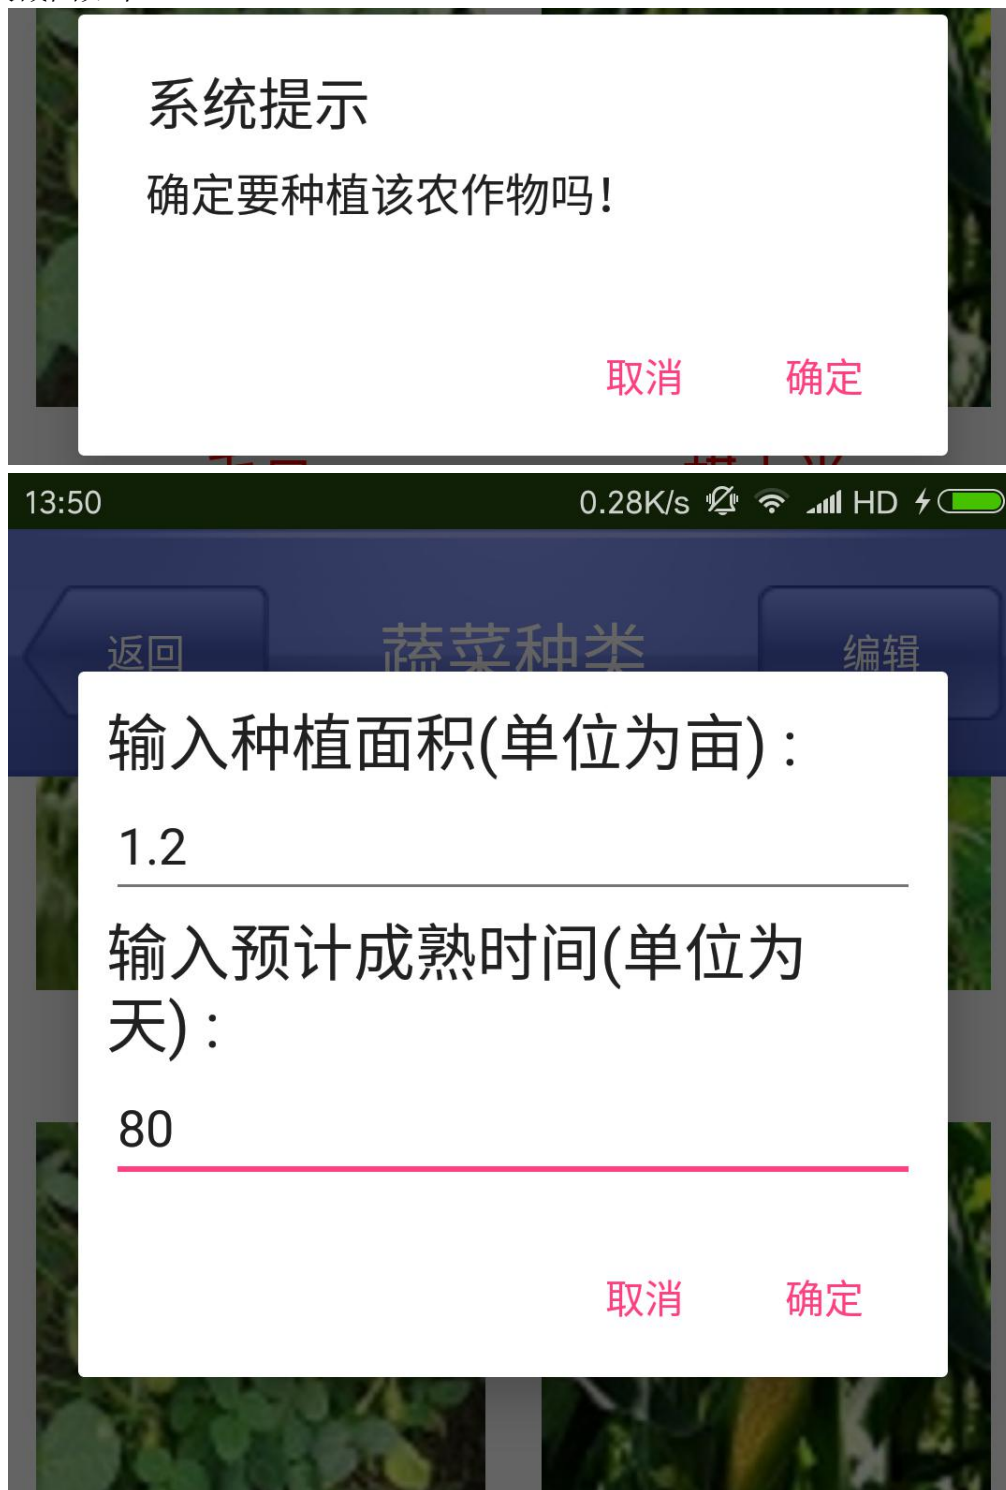 系统提示
确定要种植该农作物吗！
取消 确定
13:50 0.28K/s HD
返回 蔬菜种类 编辑
输入种植面积(单位为亩)：
1.2
输入预计成熟时间(单位为
天)：
80
取消 确定